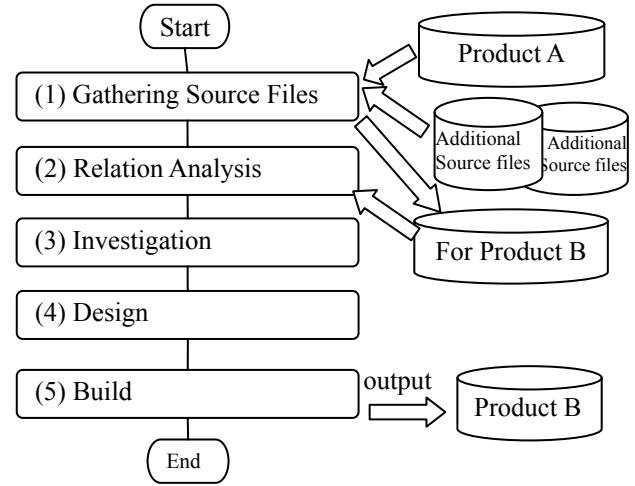 Start
Product A
(1) Gathering Source Files
Additional
Source files
Additional
Source files
(2) Relation Analysis
(3) Investigation
For Product B
(4) Design
(5) Build
output
Product B
End